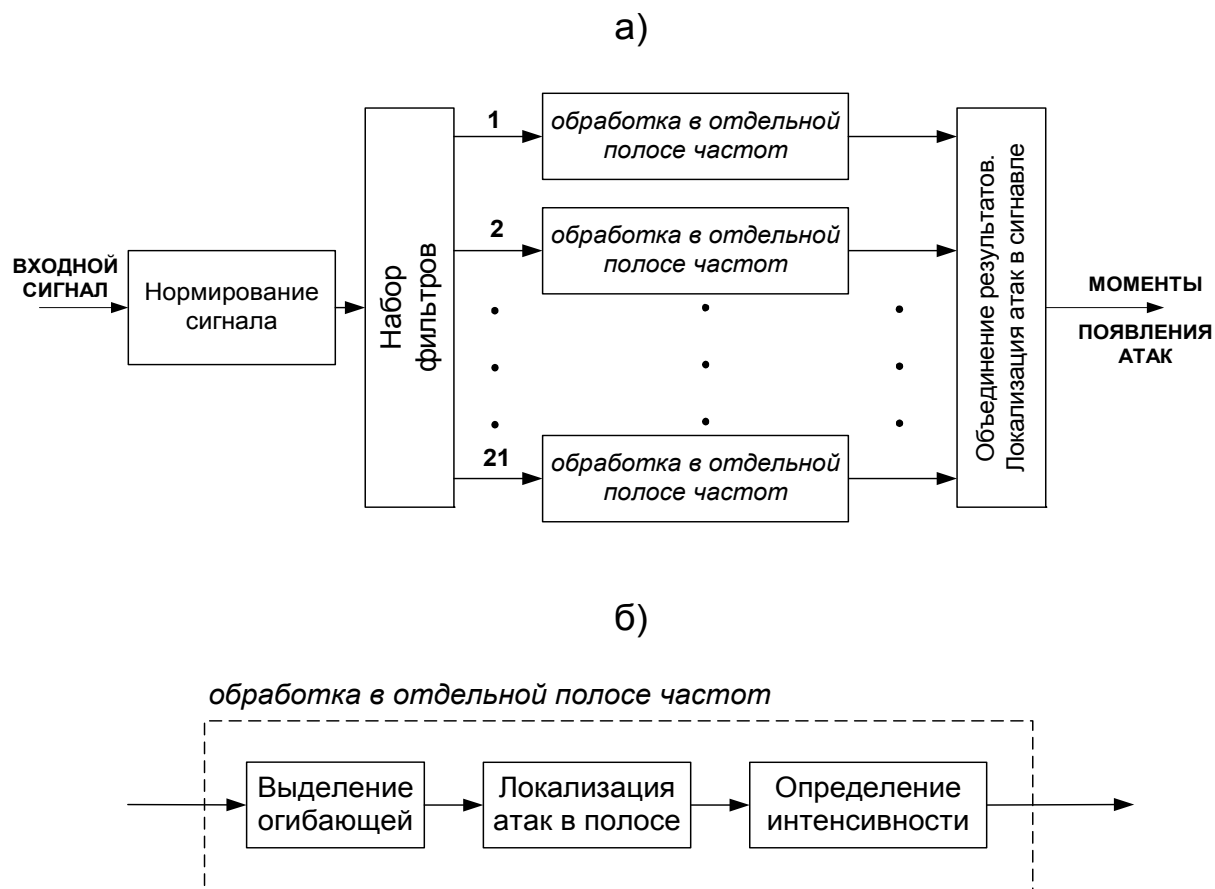 а)
ВХОДНОЙ
СИГНАЛ
Нормирование
сигнала
Набор
фильтров
1
обработка в отдельной
полосе частот
2
обработка в отдельной
полосе частот
21
обработка в отдельной
полосе частот
Объединение результатов.
Локализация атак в сигнавле
МОМЕНТЫ
ПОЯВЛЕНИЯ
АТАК
б)
обработка в отдельной полосе частот
Выделение
огибающей
Локализация
атак в полосе
Определение
интенсивности